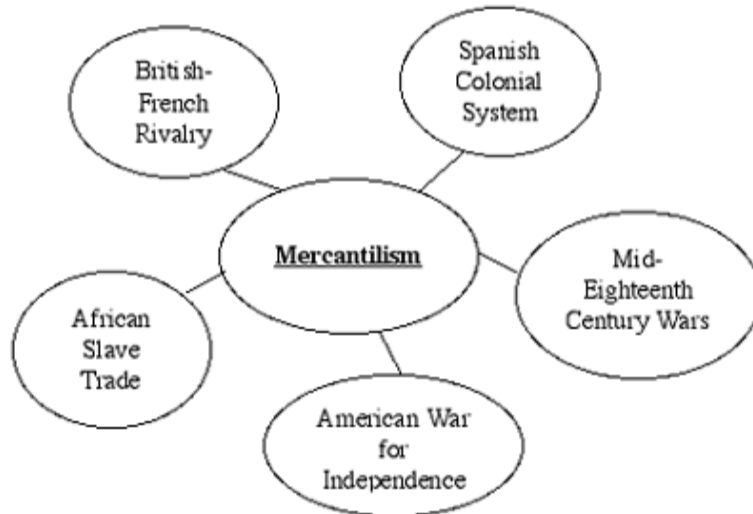 British-
French
Rivalry
Spanish
Colonial
System
Mercantilism
Mid-
Eighteenth
Century Wars
African
Slave
Trade
American War
for
Independence